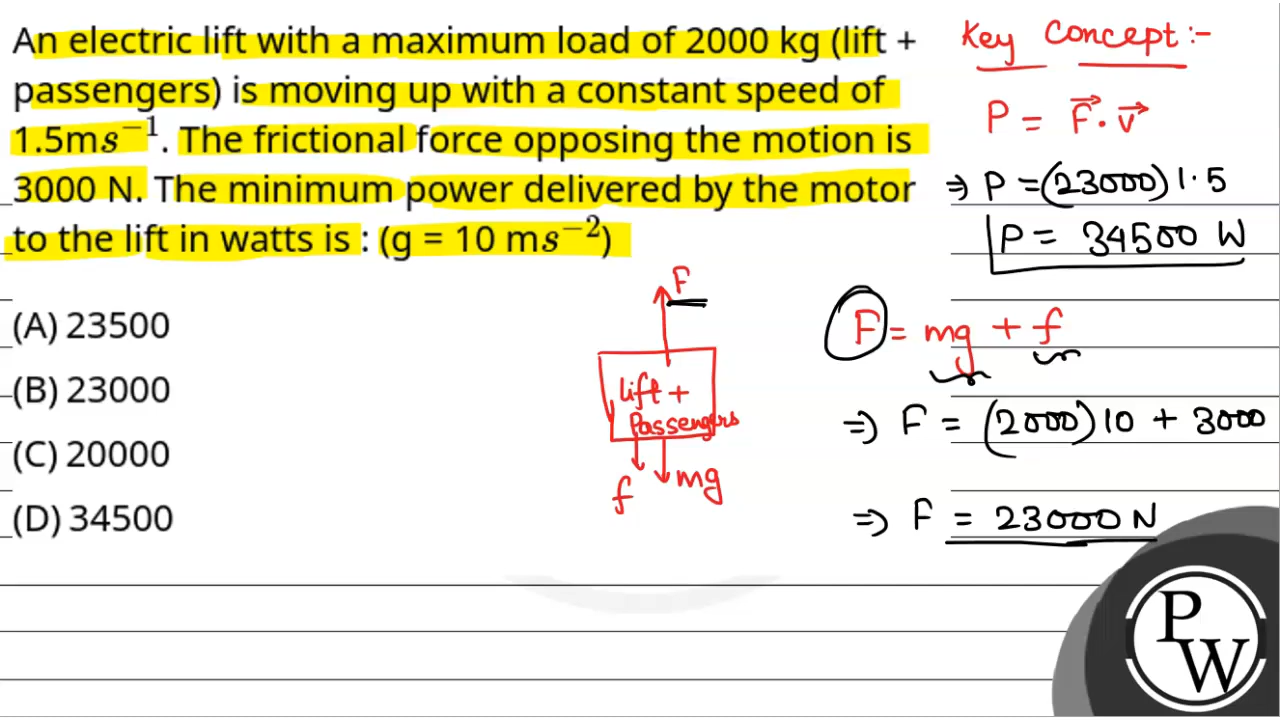 An electric lift with a maximum load of 2000 kg (lift +
passengers) is moving up with a constant speed of
1.5ms⁻¹. The frictional force opposing the motion is
3000 N. The minimum power delivered by the motor
to the lift in watts is : (g = 10 ms⁻²)
(A) 23500
(B) 23000
(C) 20000
(D) 34500
F
lift +
Passengers
f
mg
Key Concept :-
P = F⃗ . v⃗
⇒ P = (23000) 1.5
P = 34500 W
F = mg + f
⇒ F = (2000) 10 + 3000
⇒ F = 23000 N
P
W